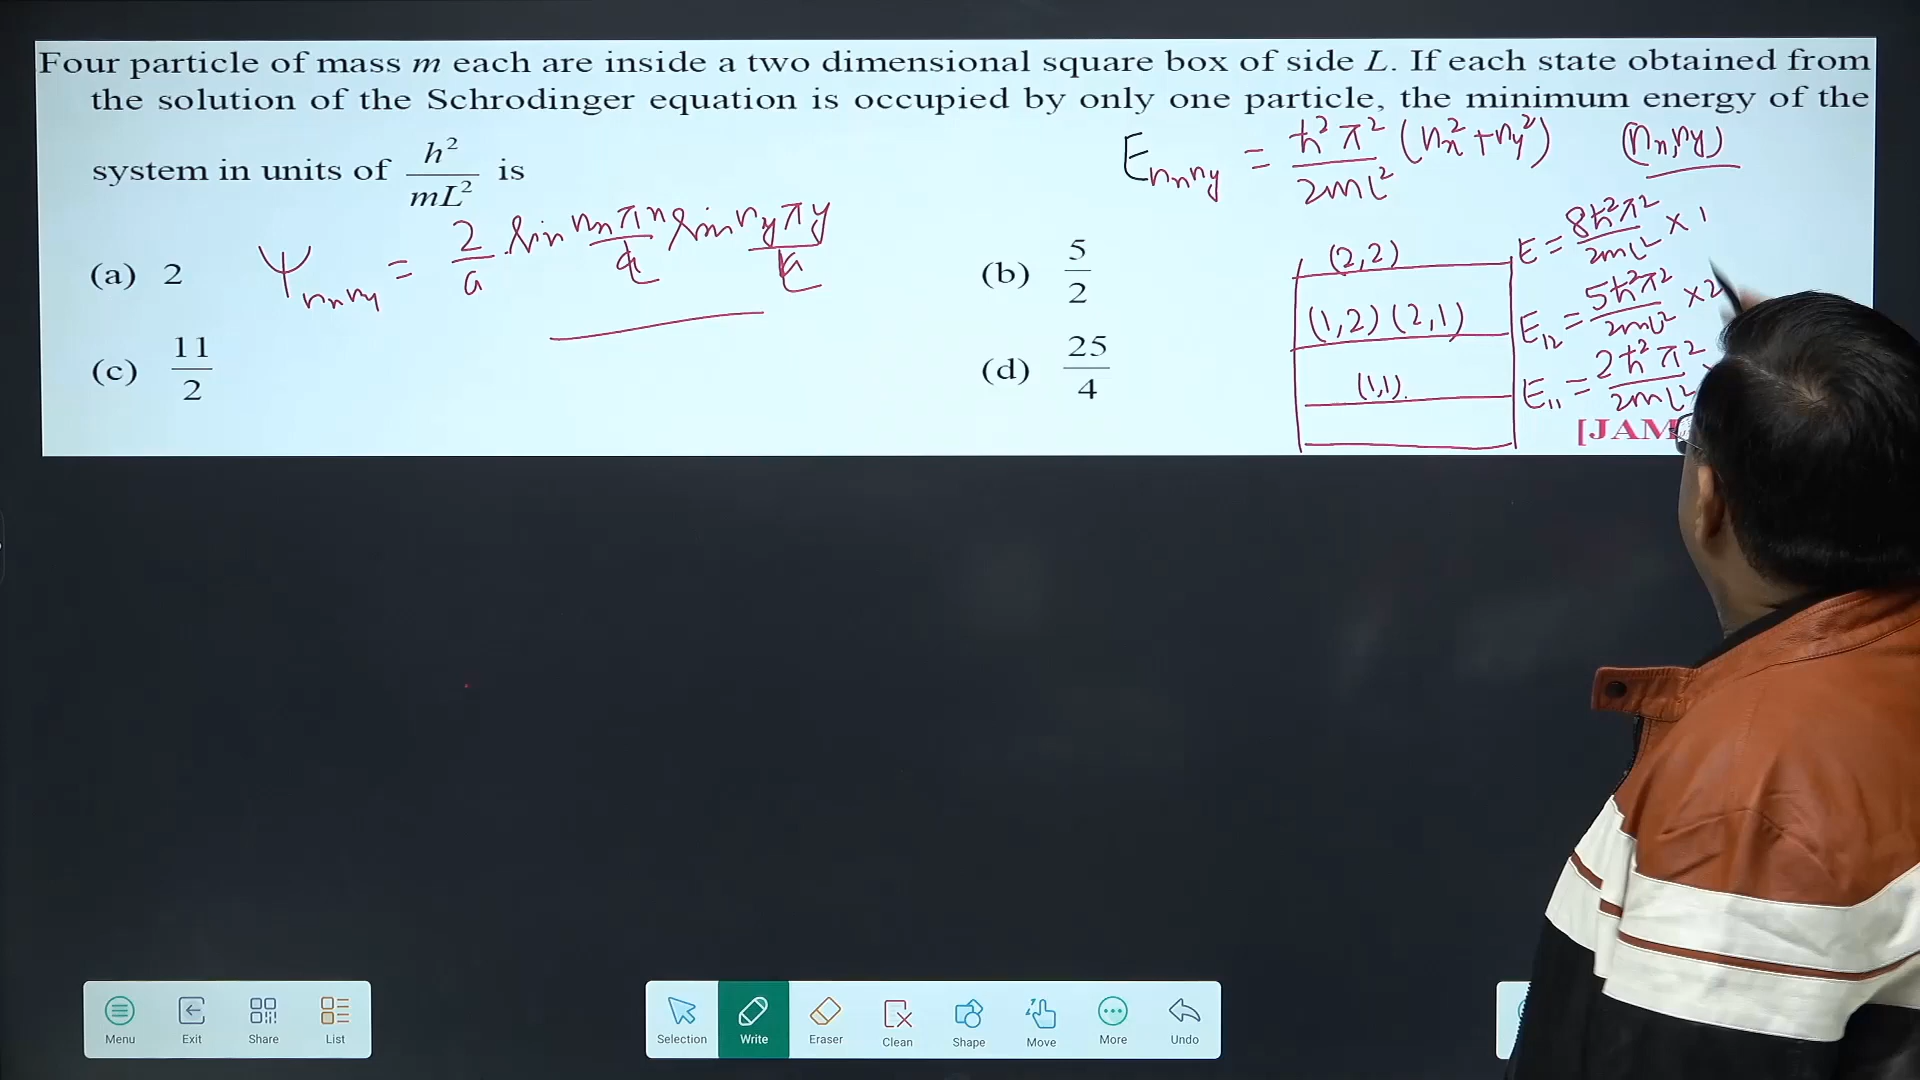 Four particle of mass m each are inside a two dimensional square box of side L. If each state obtained from
the solution of the Schrodinger equation is occupied by only one particle, the minimum energy of the
system in units of h²/mL² is
E_{nxny} = ℏ²π²/2mL² (nx² + ny²) (nx,ny)
Ψ_{nxny} = 2/a sin nxπx/L sin nyπy/L
(a) 2
(b) 5/2
(c) 11/2
(d) 25/4
(2,2) E = 8ℏ²π²/2mL² × 1
(1,2) (2,1) E₁₂ = 5ℏ²π²/2mL² × 2
(1,1) E₁₁ = 2ℏ²π²/2mL²
[JAM
Menu Exit Share List
Selection Write Eraser Clean Shape Move More Undo